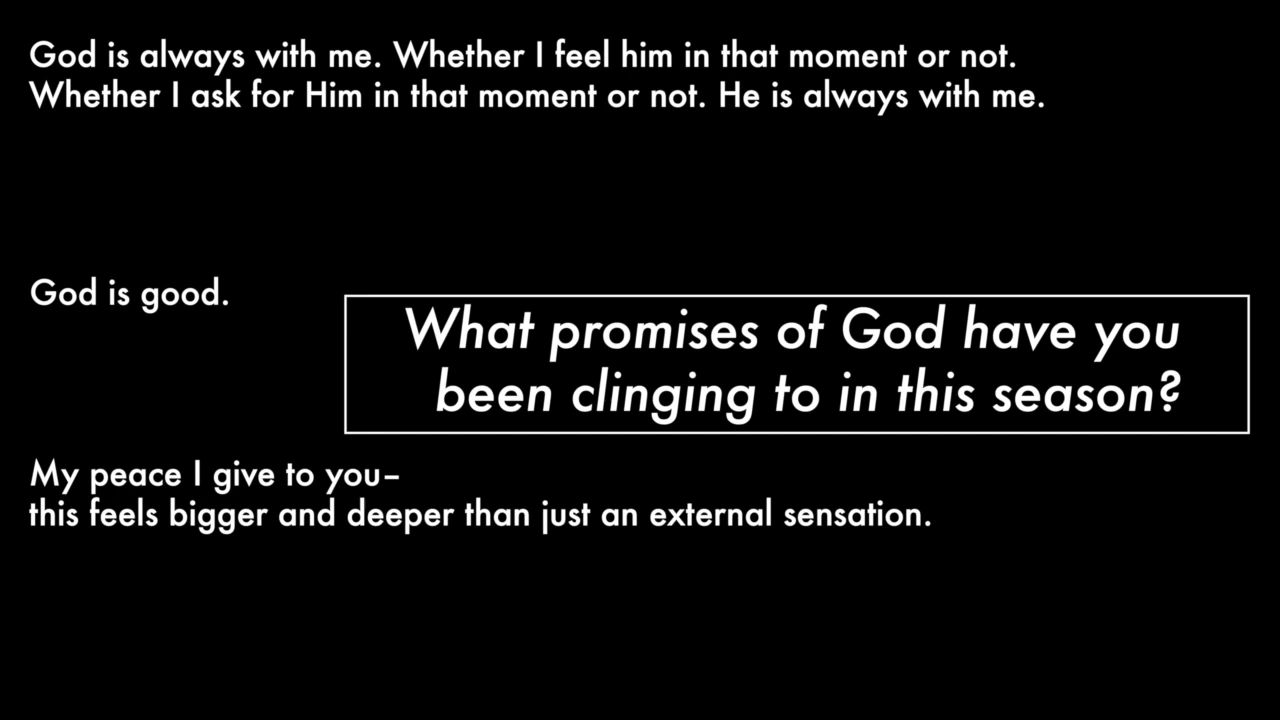 God is always with me. Whether I feel him in that moment or not.
Whether I ask for Him in that moment or not. He is always with me.
God is good.
What promises of God have you
been clinging to in this season?
My peace I give to you–
this feels bigger and deeper than just an external sensation.